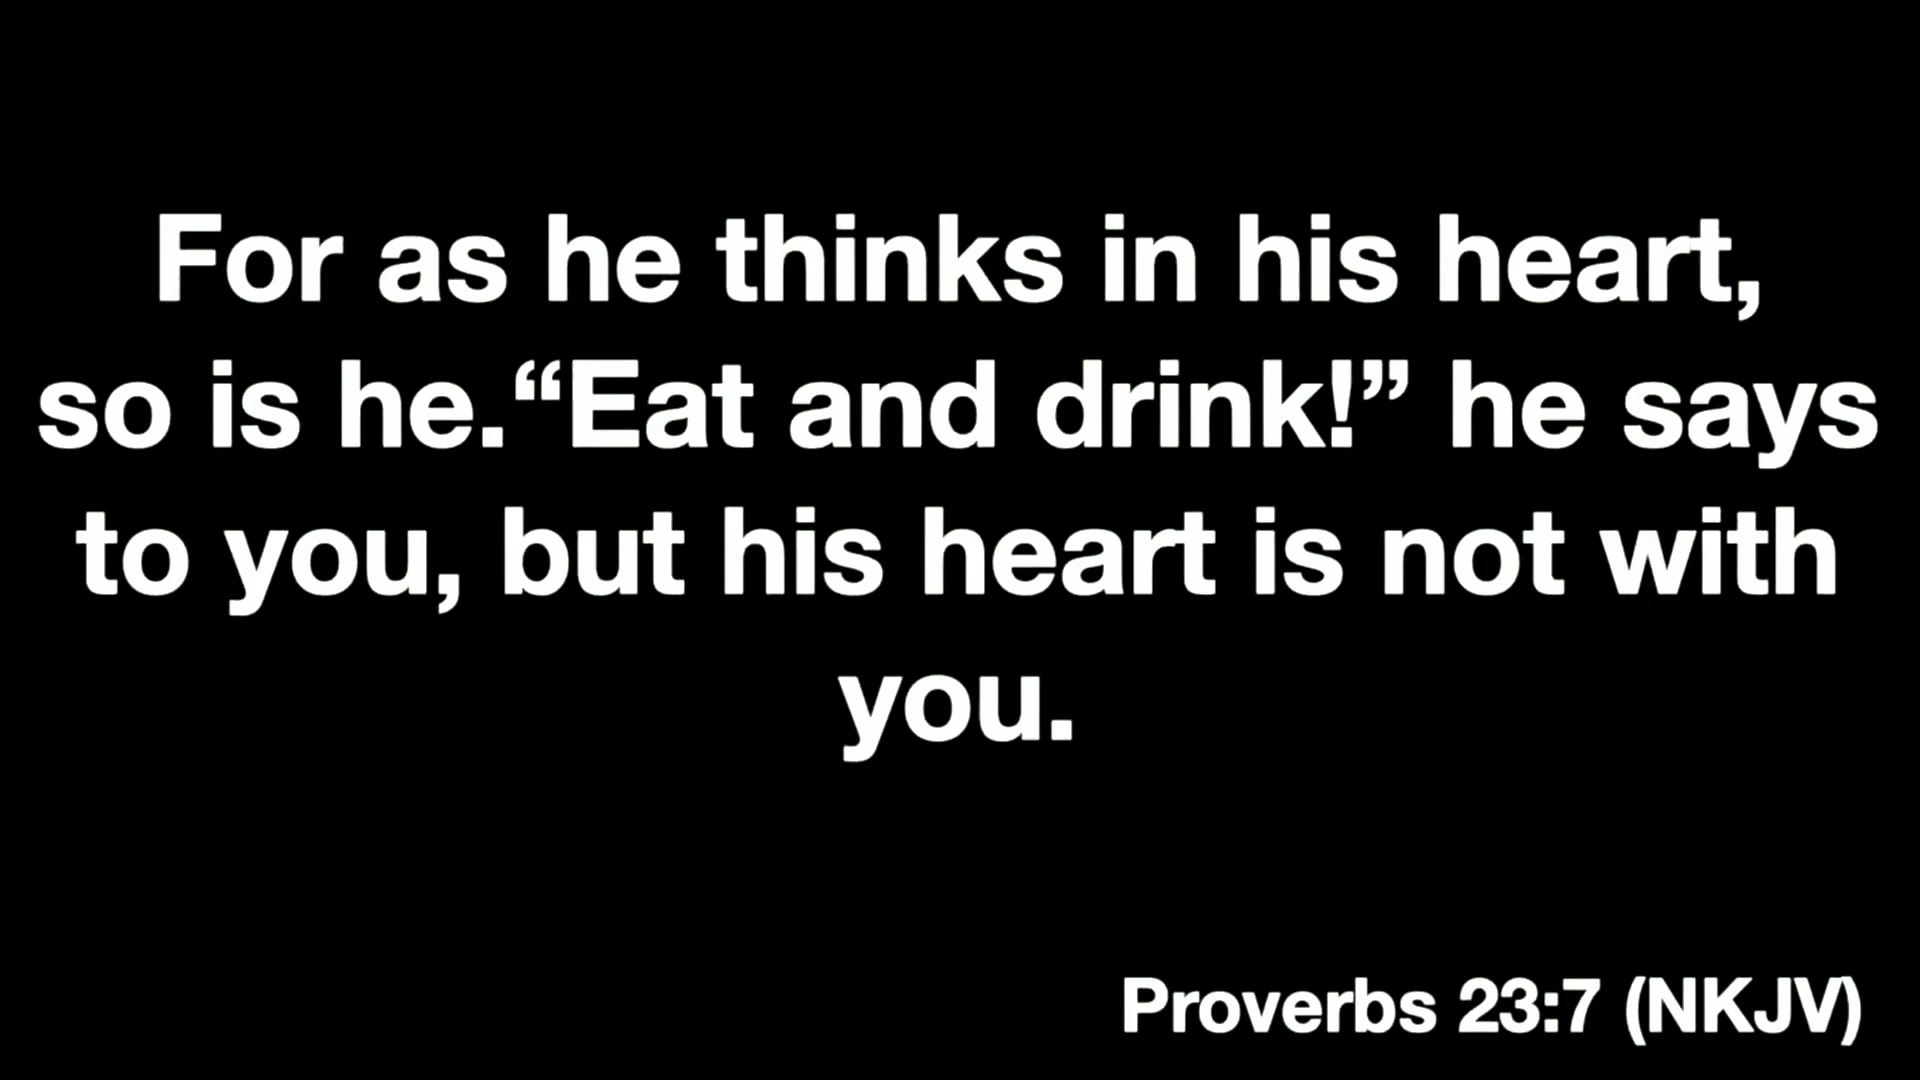 For as he thinks in his heart,
so is he.“Eat and drink!” he says
to you, but his heart is not with
you.
Proverbs 23:7 (NKJV)